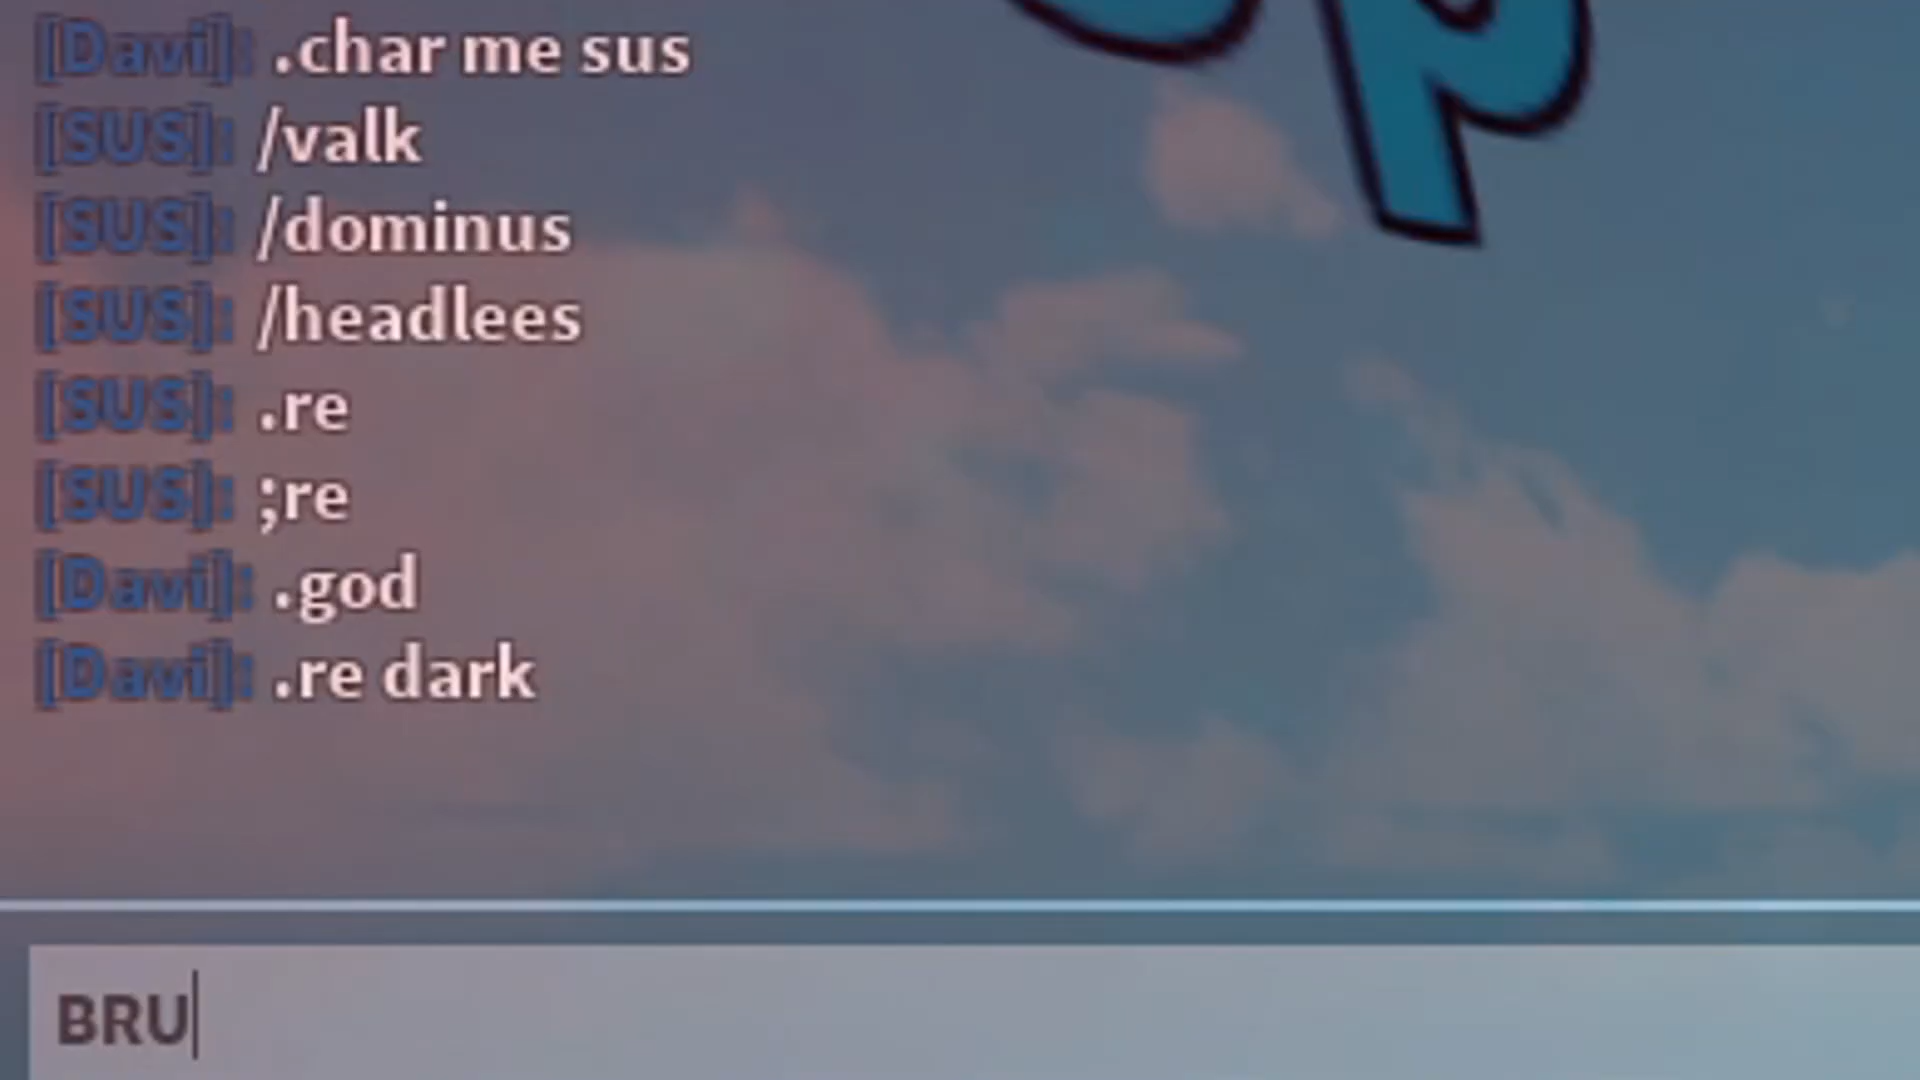 [Davi]: .char me sus
[SUS]: /valk
[SUS]: /dominus
[SUS]: /headlees
[SUS]: .re
[SUS]: ;re
[Davi]: .god
[Davi]: .re dark
BRU